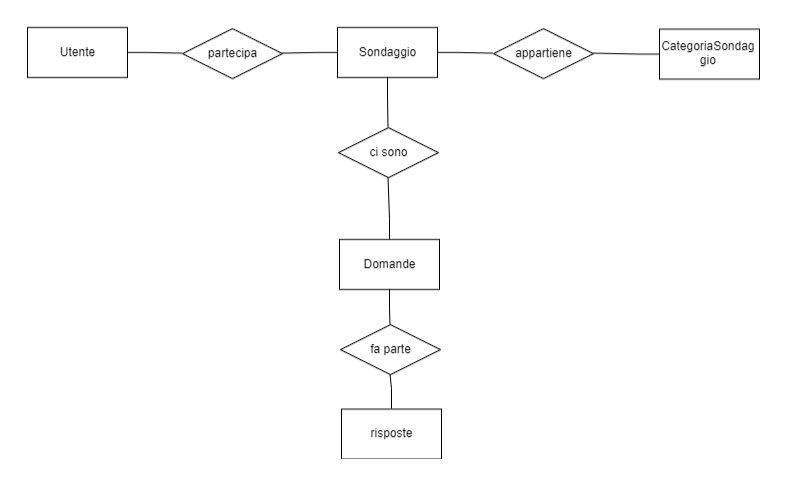 Utente
partecipa
Sondaggio
appartiene
CategoriaSondag
gio
ci sono
Domande
fa parte
risposte